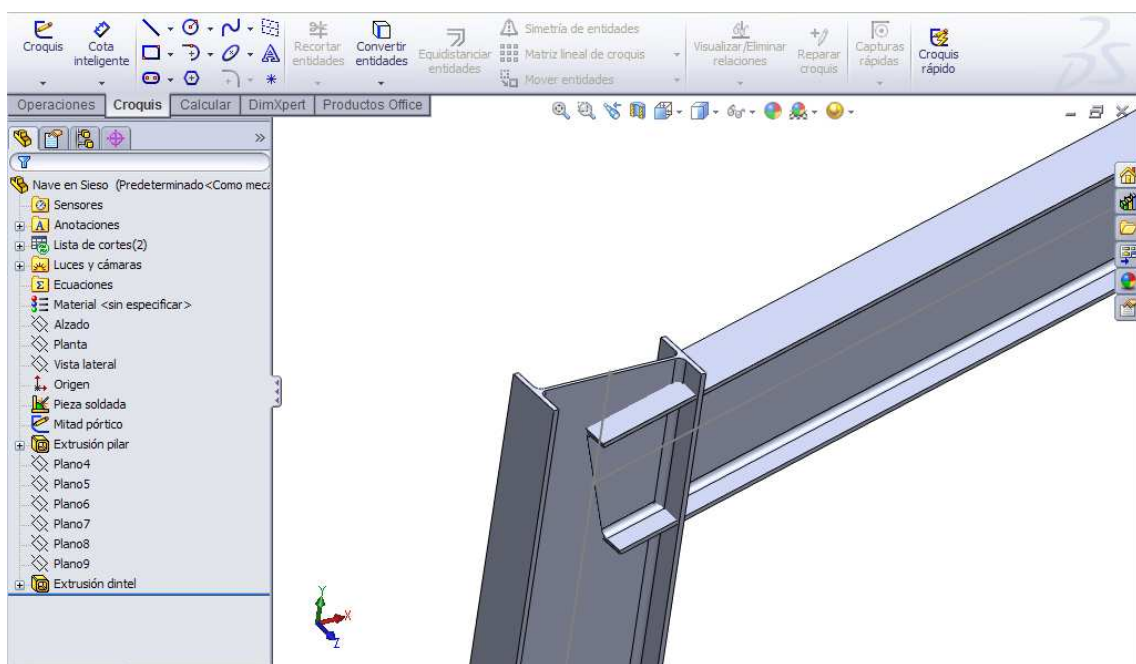 Croquis
Cota inteligente
Recortar entidades
Convertir entidades
Equidistanciar entidades
Simetría de entidades
Matriz lineal de croquis
Mover entidades
Visualizar/Eliminar relaciones
Reparar croquis
Capturas rápidas
Croquis rápido
Operaciones Croquis Calcular DimXpert Productos Office
Nave en Sieso (Predeterminado<Como meca
Sensores
Anotaciones
Lista de cortes(2)
Luces y cámaras
Ecuaciones
Material <sin especificar>
Alzado
Planta
Vista lateral
Origen
Pieza soldada
Mitad pórtico
Extrusión pilar
Plano4
Plano5
Plano6
Plano7
Plano8
Plano9
Extrusión dintel
Y
X
Z